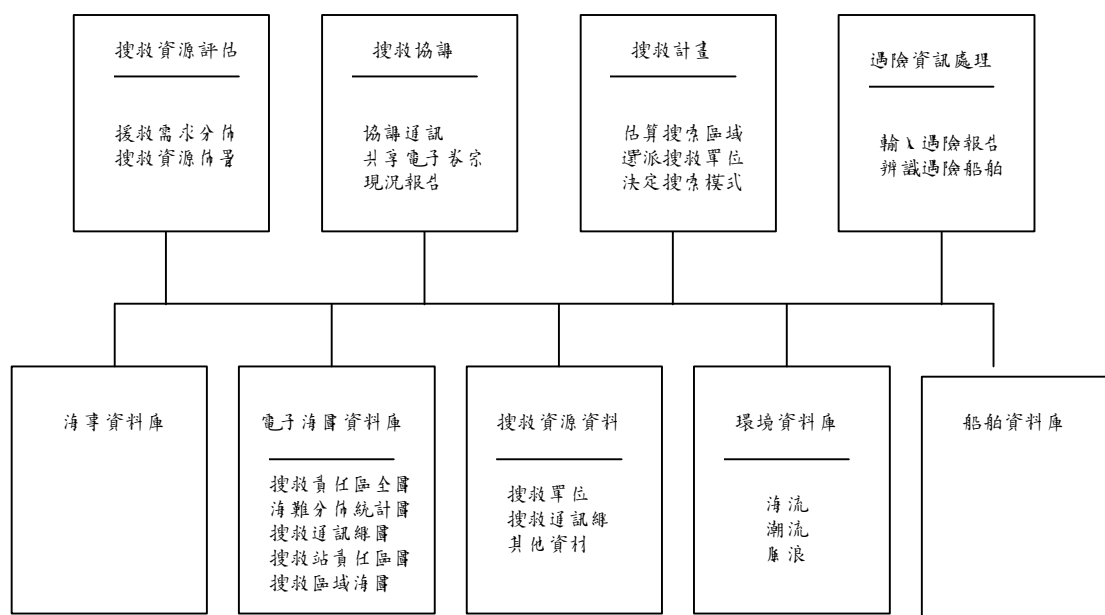 搜救資源評估
援救需求分佈
搜救資源佈署
搜救協調
協調通訊
共享電子卷宗
現況報告
搜救計畫
估算搜索區域
選派搜救單位
決定搜索模式
遇險資訊處理
輸入遇險報告
辨識遇險船舶
海事資料庫
電子海圖資料庫
搜救責任區全圖
海難分佈統計圖
搜救通訊網圖
搜救站責任區圖
搜救區域海圖
搜救資源資料
搜救單位
搜救通訊網
其他資材
環境資料庫
海流
潮流
風浪
船舶資料庫